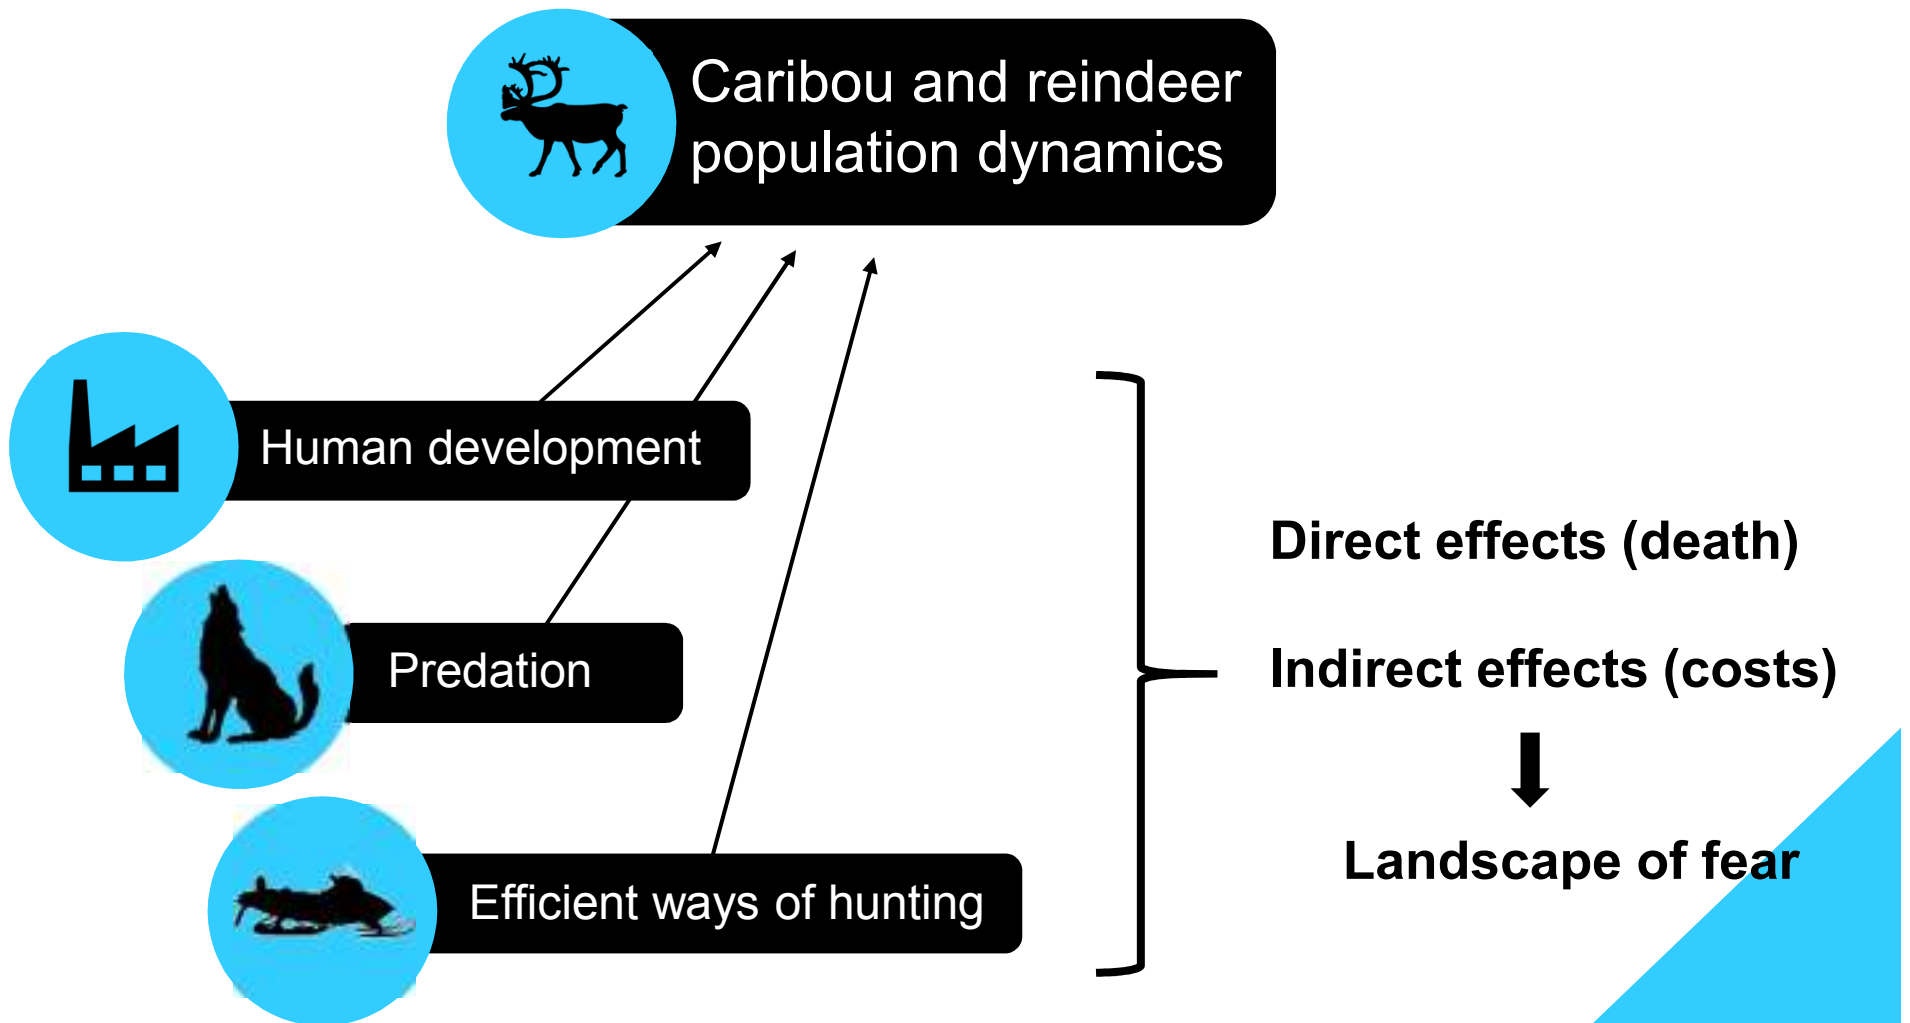 Caribou and reindeer
population dynamics
Human development
Predation
Efficient ways of hunting
Direct effects (death)
Indirect effects (costs)
Landscape of fear